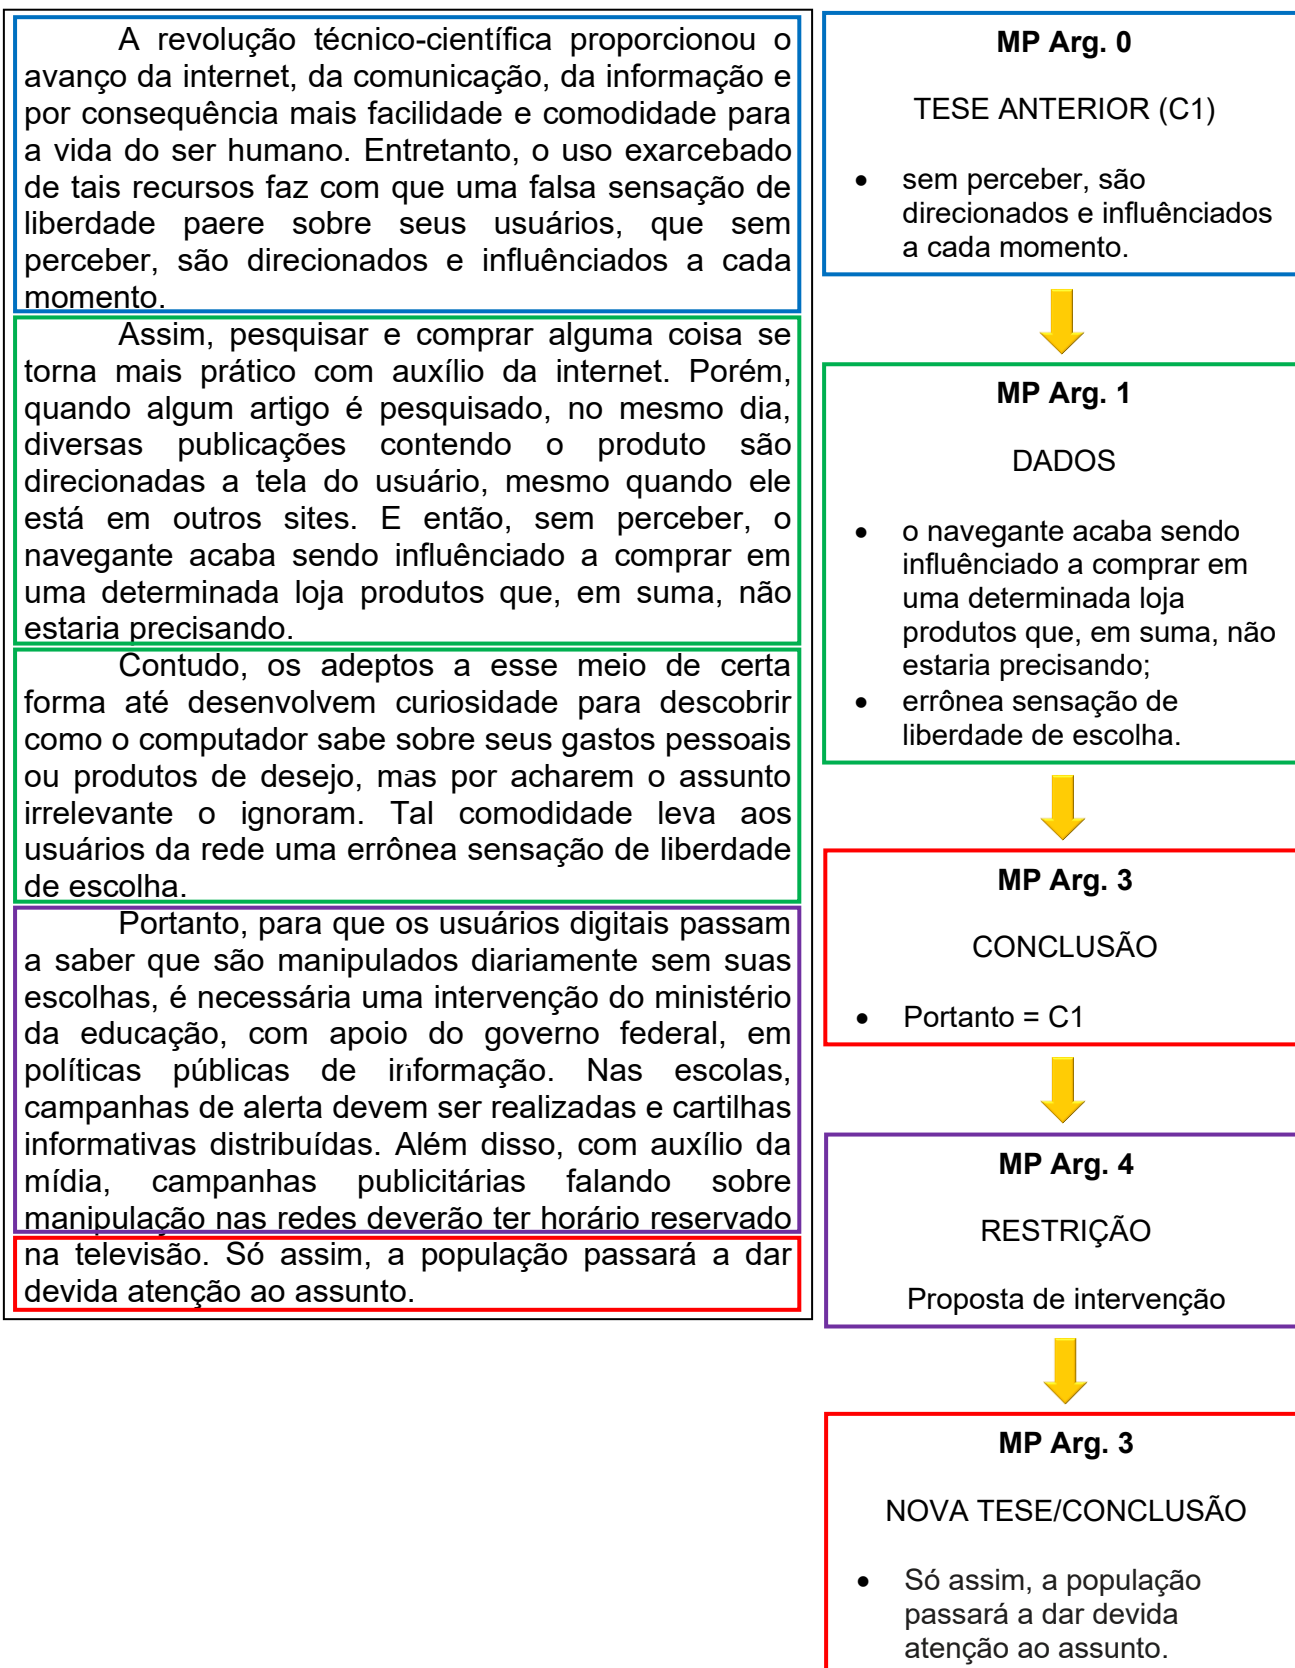 A revolução técnico-científica proporcionou o
avanço da internet, da comunicação, da informação e
por consequência mais facilidade e comodidade para
a vida do ser humano. Entretanto, o uso exarcebado
de tais recursos faz com que uma falsa sensação de
liberdade paere sobre seus usuários, que sem
perceber, são direcionados e influênciados a cada
momento.
Assim, pesquisar e comprar alguma coisa se
torna mais prático com auxílio da internet. Porém,
quando algum artigo é pesquisado, no mesmo dia,
diversas publicações contendo o produto são
direcionadas a tela do usuário, mesmo quando ele
está em outros sites. E então, sem perceber, o
navegante acaba sendo influênciado a comprar em
uma determinada loja produtos que, em suma, não
estaria precisando.
Contudo, os adeptos a esse meio de certa
forma até desenvolvem curiosidade para descobrir
como o computador sabe sobre seus gastos pessoais
ou produtos de desejo, mas por acharem o assunto
irrelevante o ignoram. Tal comodidade leva aos
usuários da rede uma errônea sensação de liberdade
de escolha.
Portanto, para que os usuários digitais passam
a saber que são manipulados diariamente sem suas
escolhas, é necessária uma intervenção do ministério
da educação, com apoio do governo federal, em
políticas públicas de informação. Nas escolas,
campanhas de alerta devem ser realizadas e cartilhas
informativas distribuídas. Além disso, com auxílio da
mídia, campanhas publicitárias falando sobre
manipulação nas redes deverão ter horário reservado
na televisão. Só assim, a população passará a dar
devida atenção ao assunto.
MP Arg. 0
TESE ANTERIOR (C1)
• sem perceber, são
direcionados e influênciados
a cada momento.
MP Arg. 1
DADOS
• o navegante acaba sendo
influênciado a comprar em
uma determinada loja
produtos que, em suma, não
estaria precisando;
• errônea sensação de
liberdade de escolha.
MP Arg. 3
CONCLUSÃO
• Portanto = C1
MP Arg. 4
RESTRIÇÃO
Proposta de intervenção
MP Arg. 3
NOVA TESE/CONCLUSÃO
• Só assim, a população
passará a dar devida
atenção ao assunto.